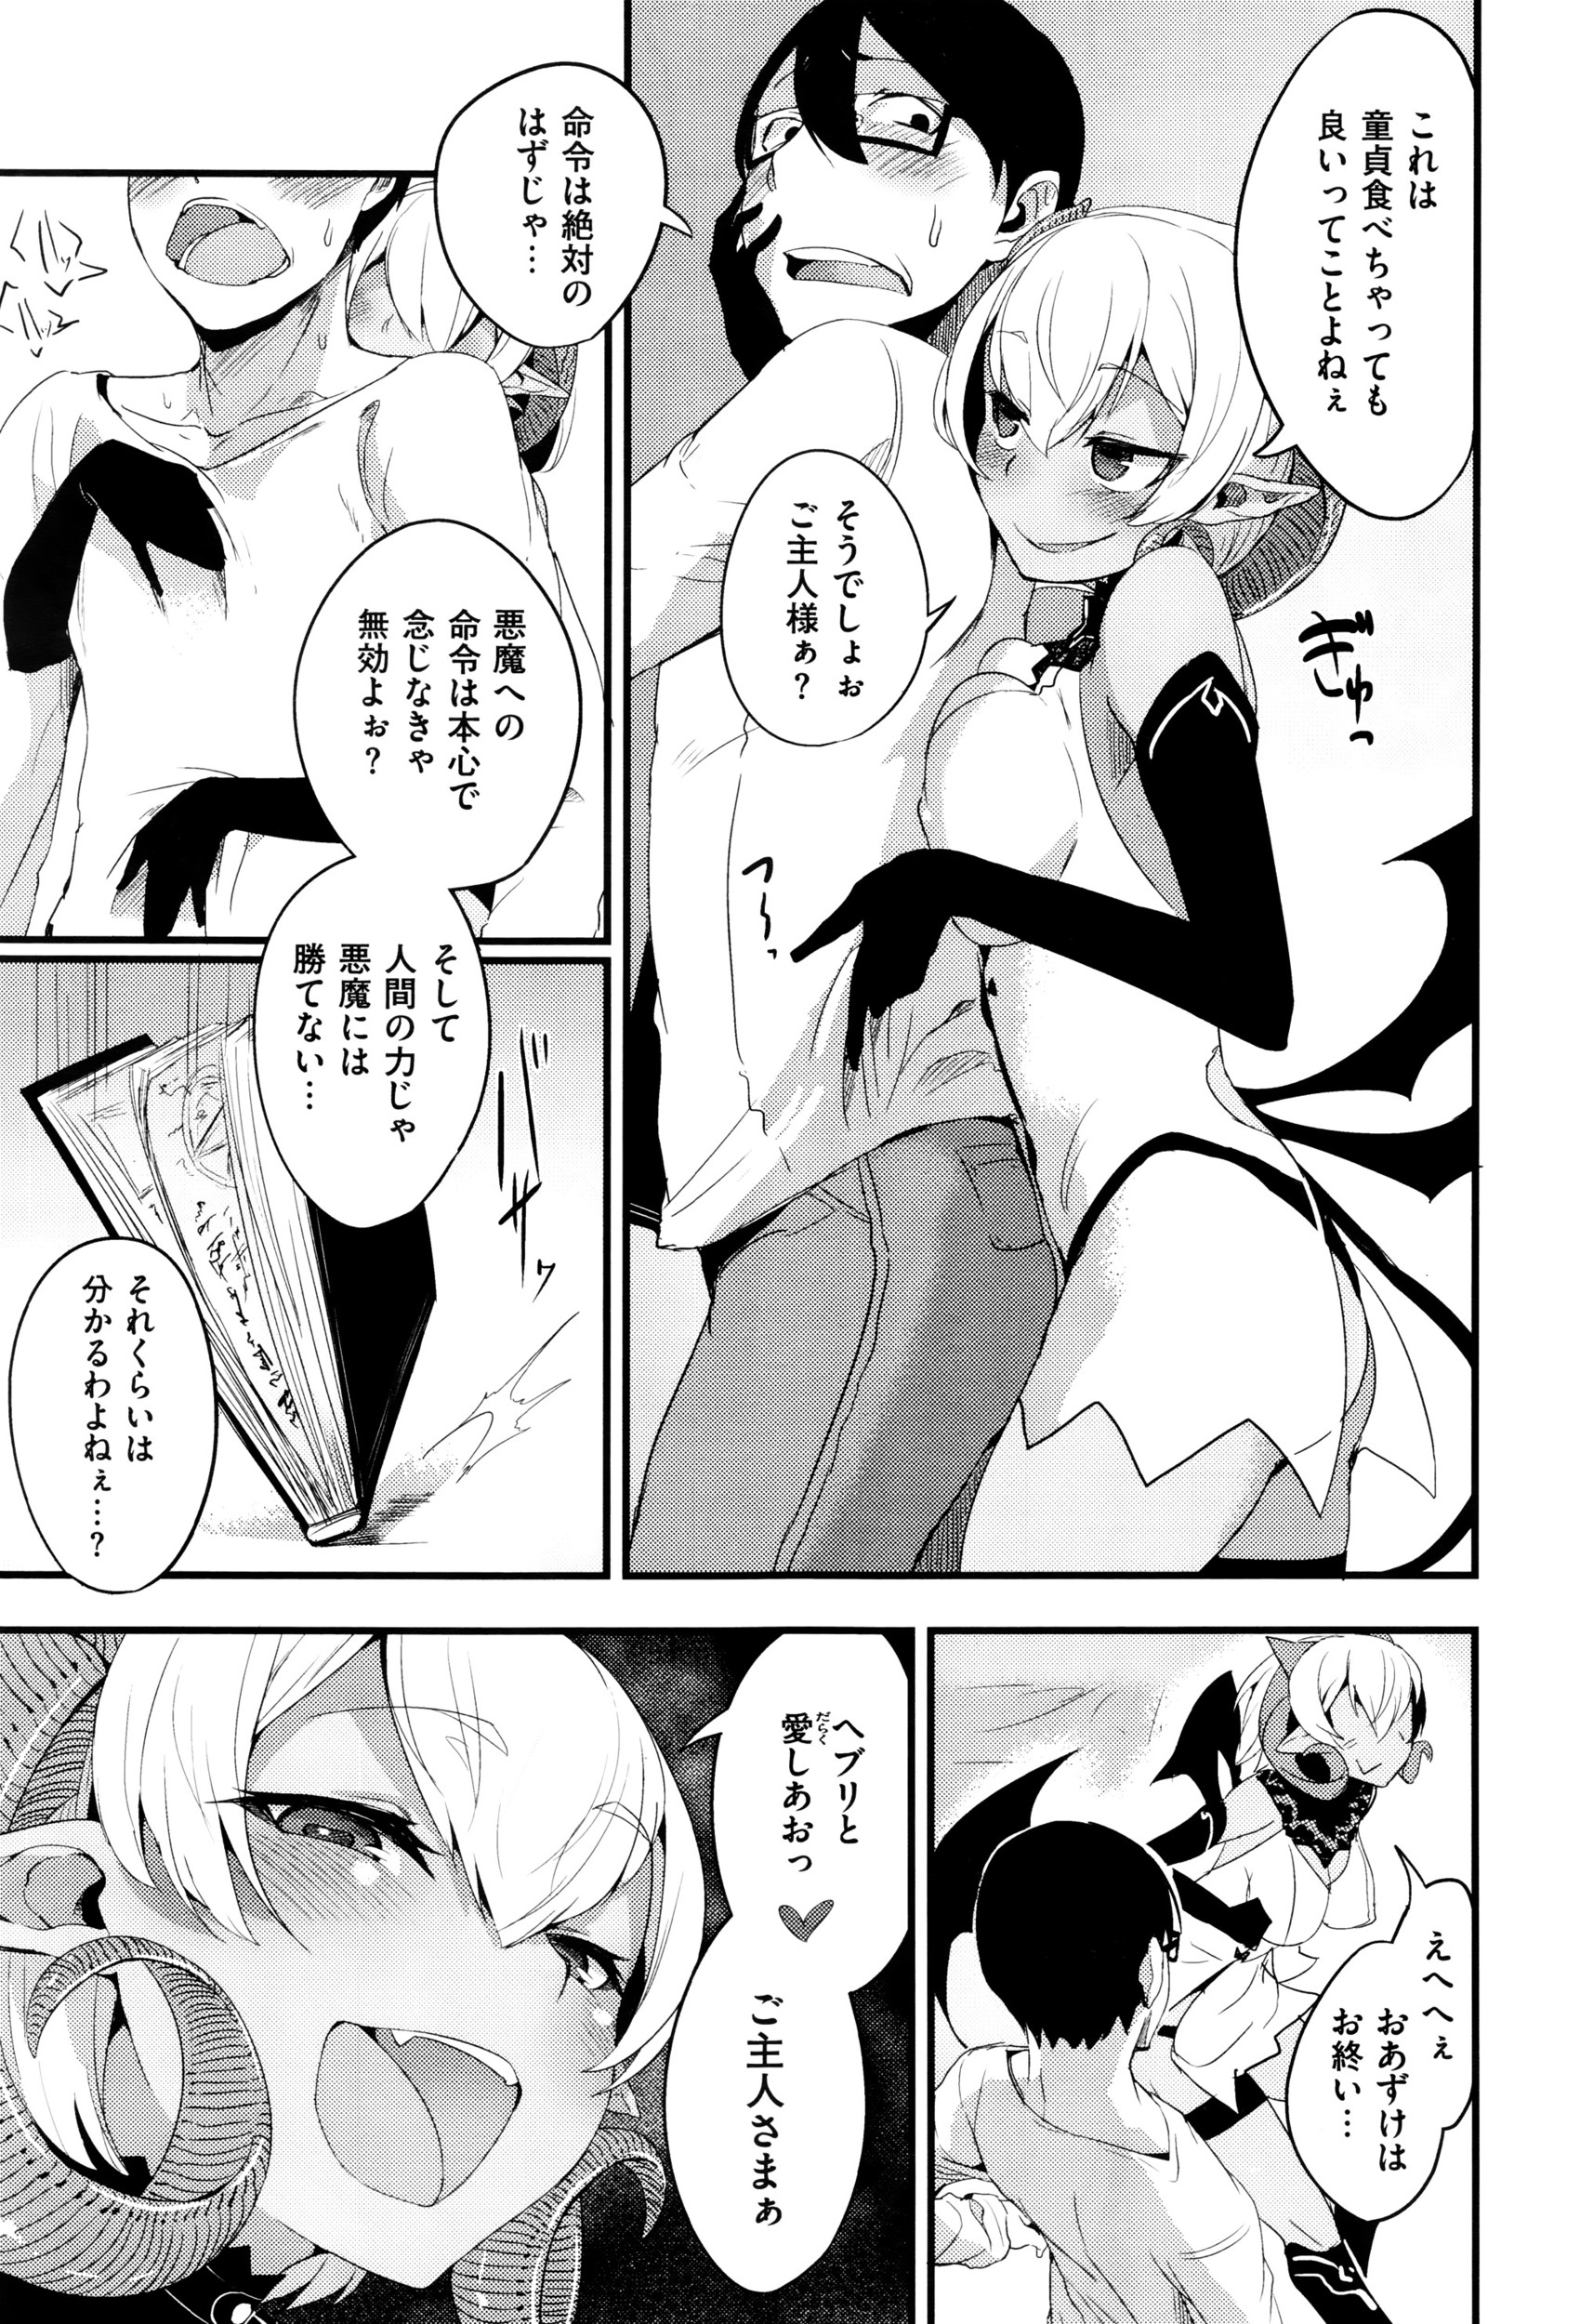 これは
童貞食べちゃっても
良いってことよねぇ
ぎゅっ
そうでしょぉ
ご主人様ぁ？
つ〜っ
命令は絶対の
はずじゃ…
悪魔への
命令は本心で
念じなきゃ
無効よぉ？
そして
人間の力じゃ
悪魔には
勝てない…
それくらいは
分かるわよねぇ…？
えへへぇ
おあずけは
お終い…
ヘブリと
愛しあおっ♥
だらく
ご主人さまぁ